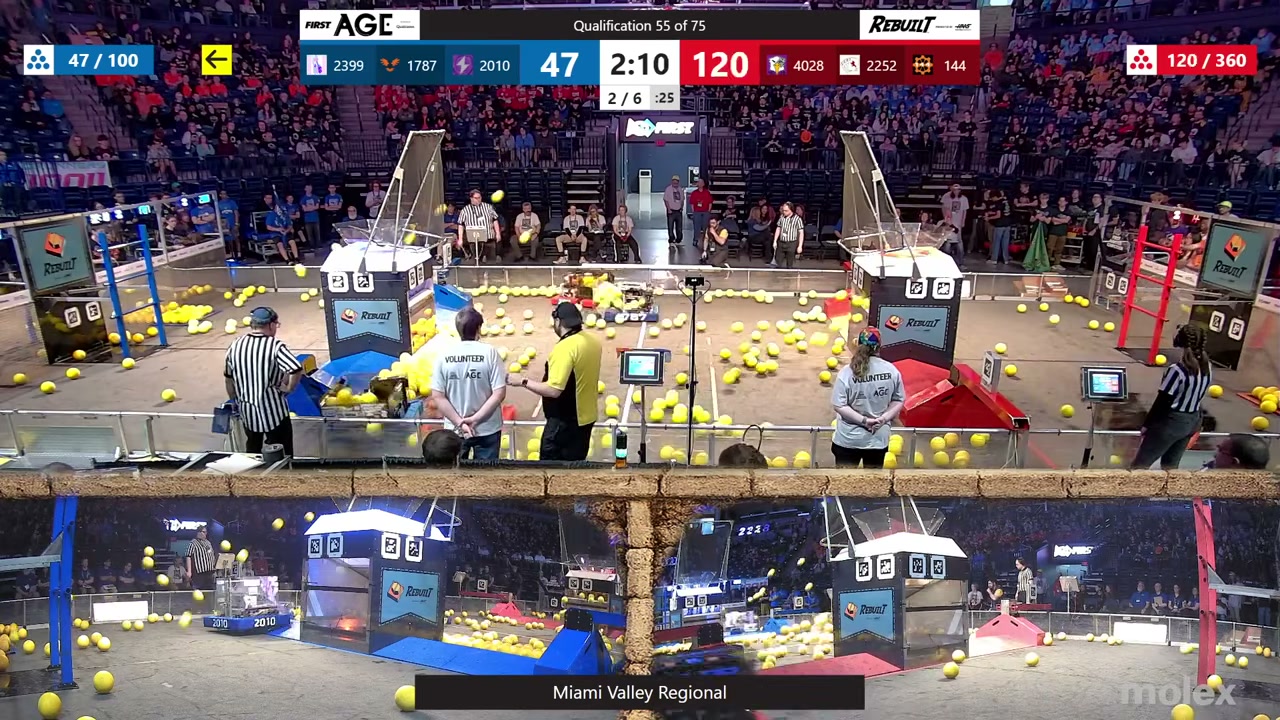 FIRST AGE
Qualification 55 of 75
REBUILT
47 / 100
2399
1787
2010
47
2:10
120
4028
2252
144
120 / 360
2 / 6
:25
FIRST
REBUILT
REBUILT
REBUILT
REBUILT
VOLUNTEER
AGE
VOLUNTEER
AGE
FIRST
REBUILT
2010
2010
REBUILT
FIRST
Miami Valley Regional
molex